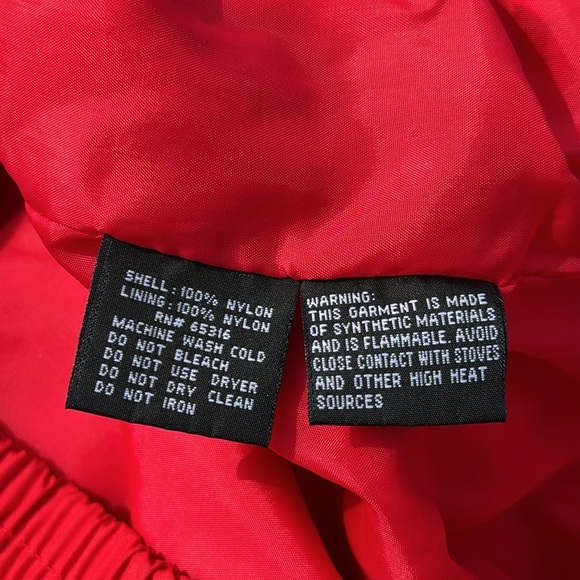 SHELL: 100% NYLON
LINING: 100% NYLON
RN# 65316
MACHINE WASH COLD
DO NOT BLEACH
DO NOT USE DRYER
DO NOT DRY CLEAN
DO NOT IRON
WARNING:
THIS GARMENT IS MADE
OF SYNTHETIC MATERIALS
AND IS FLAMMABLE. AVOID
CLOSE CONTACT WITH STOVES
AND OTHER HIGH HEAT
SOURCES